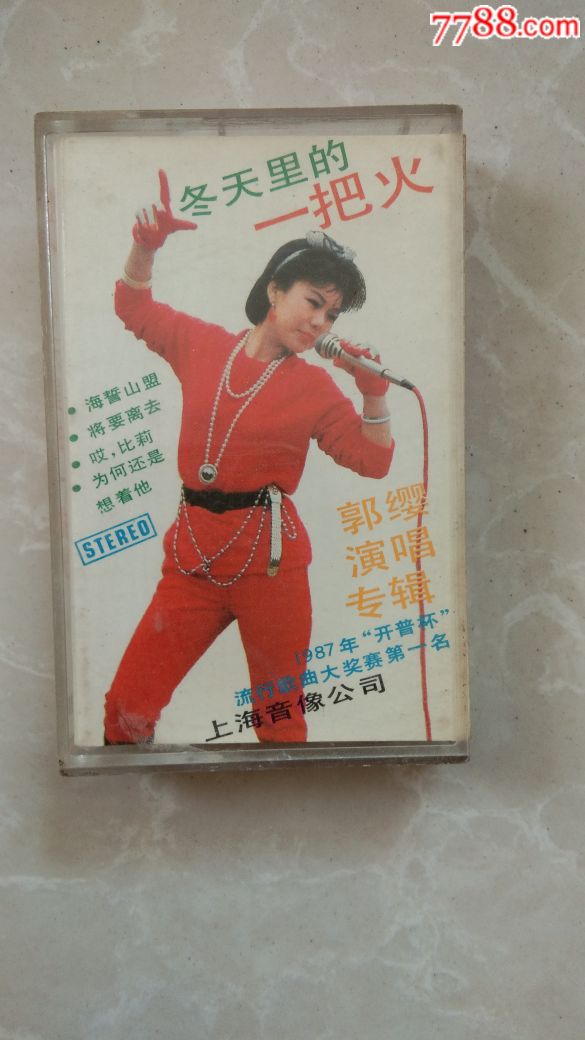 7788.com
冬天里的
一把火
• 海誓山盟
• 将要离去
• 哎，比莉
• 为何还是
想着他
STEREO
郭缨
演唱
专辑
1987年“开普杯”
流行歌曲大奖赛第一名
上海音像公司